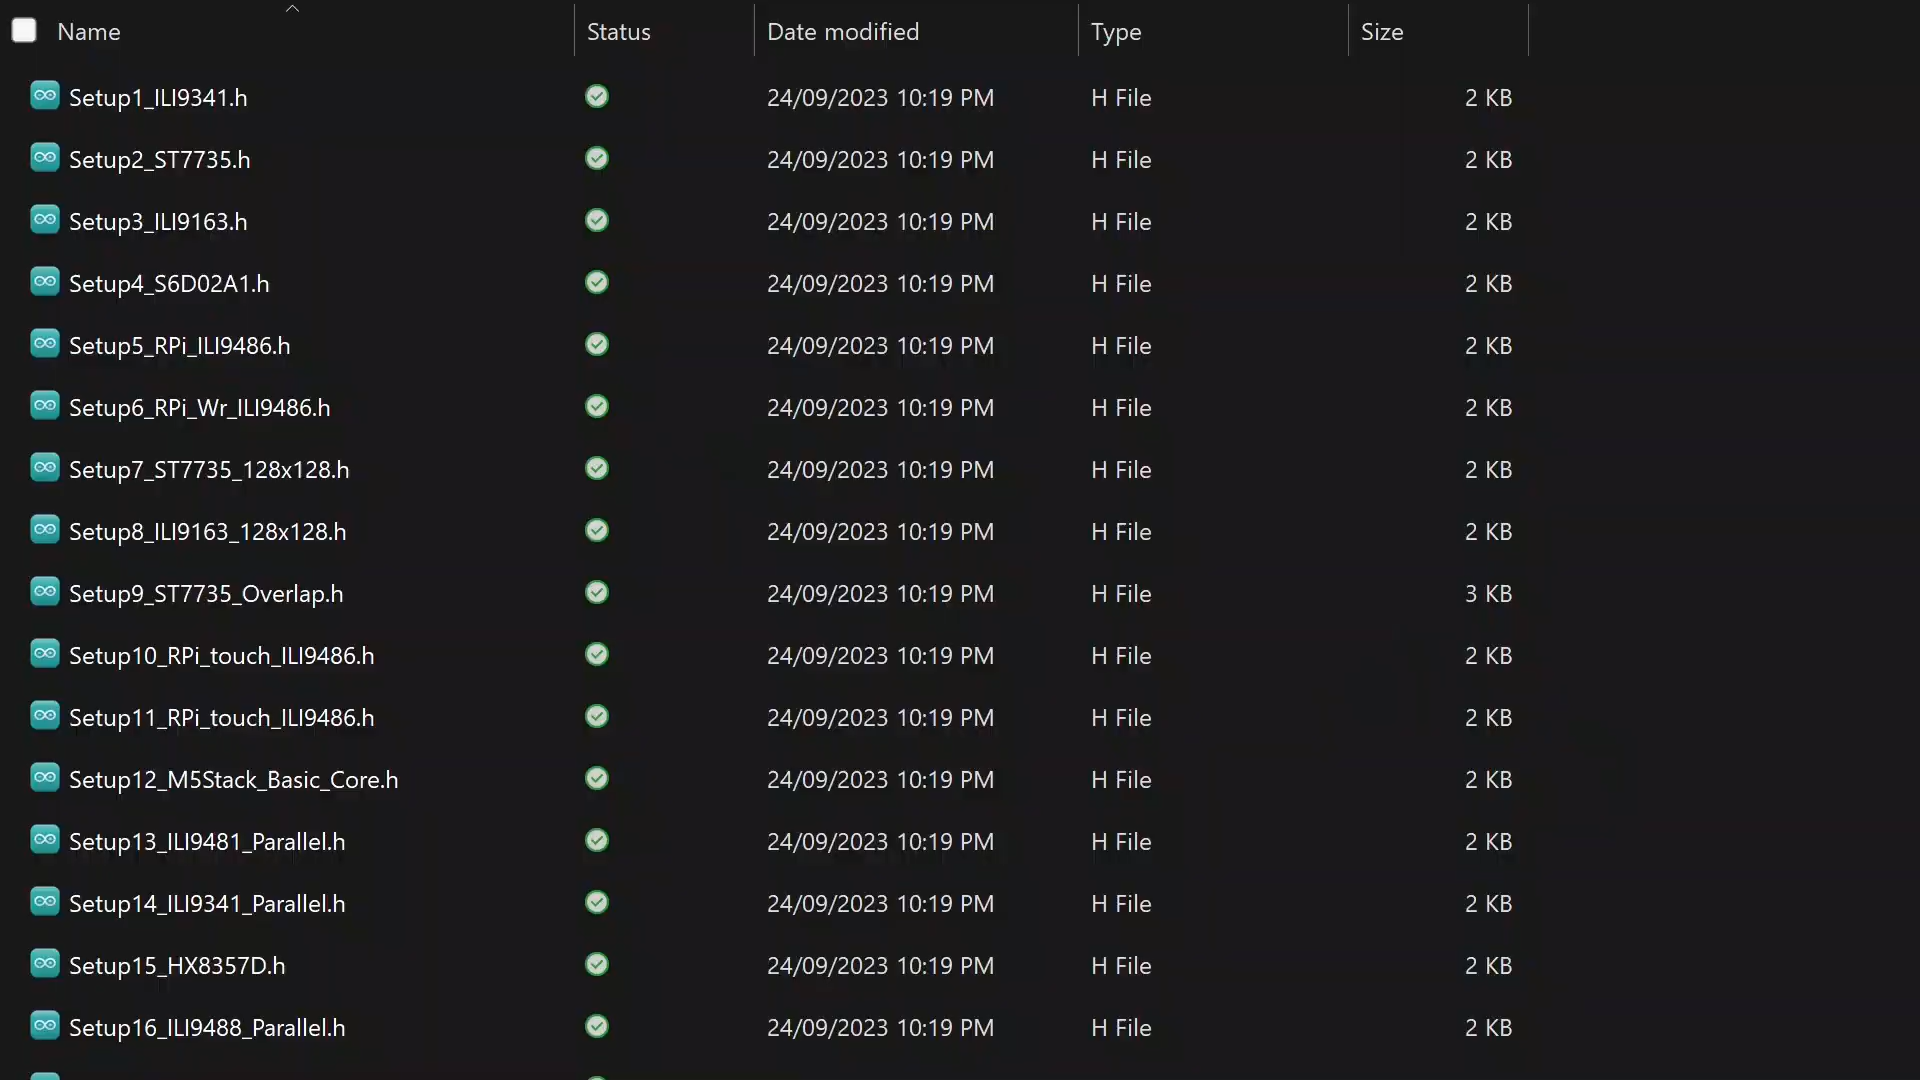 Name Status Date modified Type Size
Setup1_ILI9341.h 24/09/2023 10:19 PM H File 2 KB
Setup2_ST7735.h 24/09/2023 10:19 PM H File 2 KB
Setup3_ILI9163.h 24/09/2023 10:19 PM H File 2 KB
Setup4_S6D02A1.h 24/09/2023 10:19 PM H File 2 KB
Setup5_RPi_ILI9486.h 24/09/2023 10:19 PM H File 2 KB
Setup6_RPi_Wr_ILI9486.h 24/09/2023 10:19 PM H File 2 KB
Setup7_ST7735_128x128.h 24/09/2023 10:19 PM H File 2 KB
Setup8_ILI9163_128x128.h 24/09/2023 10:19 PM H File 2 KB
Setup9_ST7735_Overlap.h 24/09/2023 10:19 PM H File 3 KB
Setup10_RPi_touch_ILI9486.h 24/09/2023 10:19 PM H File 2 KB
Setup11_RPi_touch_ILI9486.h 24/09/2023 10:19 PM H File 2 KB
Setup12_M5Stack_Basic_Core.h 24/09/2023 10:19 PM H File 2 KB
Setup13_ILI9481_Parallel.h 24/09/2023 10:19 PM H File 2 KB
Setup14_ILI9341_Parallel.h 24/09/2023 10:19 PM H File 2 KB
Setup15_HX8357D.h 24/09/2023 10:19 PM H File 2 KB
Setup16_ILI9488_Parallel.h 24/09/2023 10:19 PM H File 2 KB